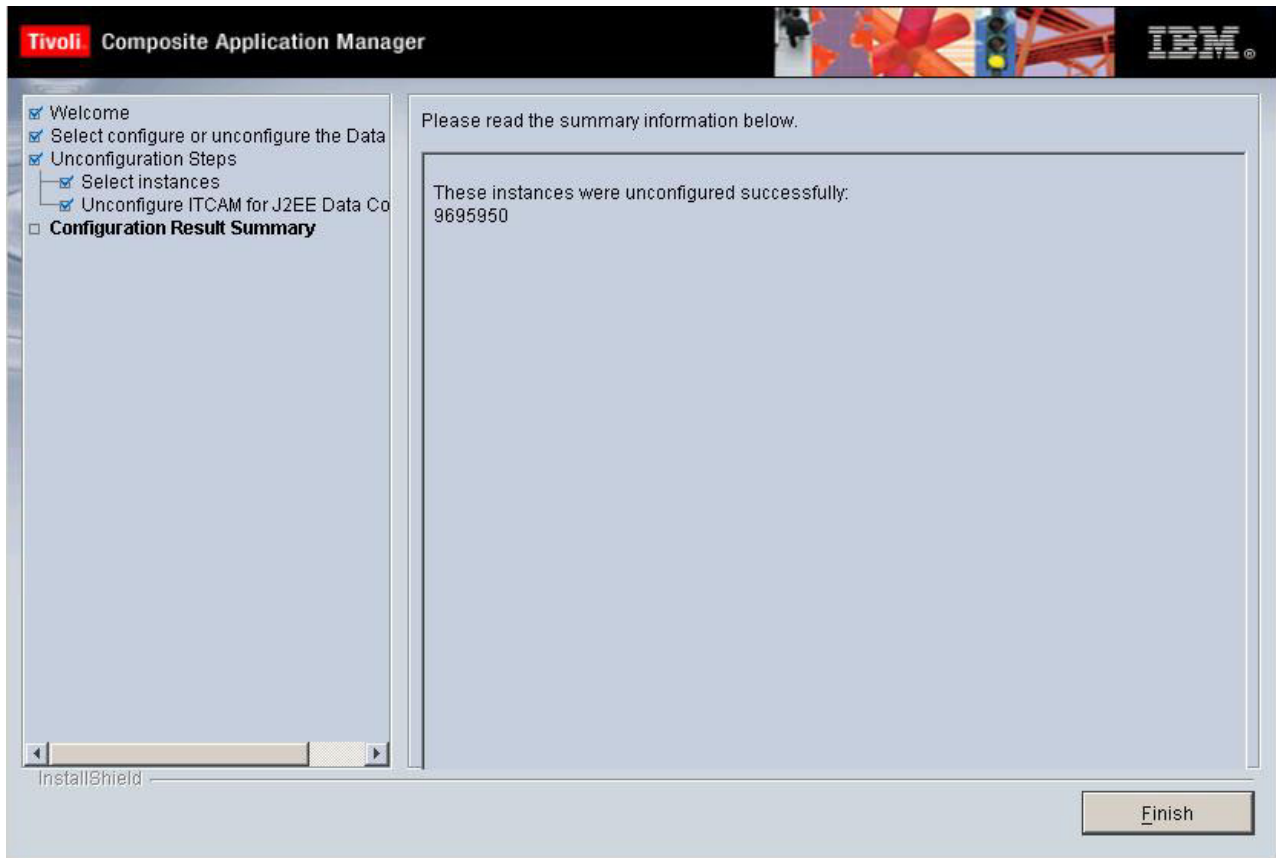 Tivoli. Composite Application Manager
IBM®
Welcome
Select configure or unconfigure the Data
Unconfiguration Steps
Select instances
Unconfigure ITCAM for J2EE Data Co
Configuration Result Summary
Please read the summary information below.
These instances were unconfigured successfully:
9695950
InstallShield
Finish